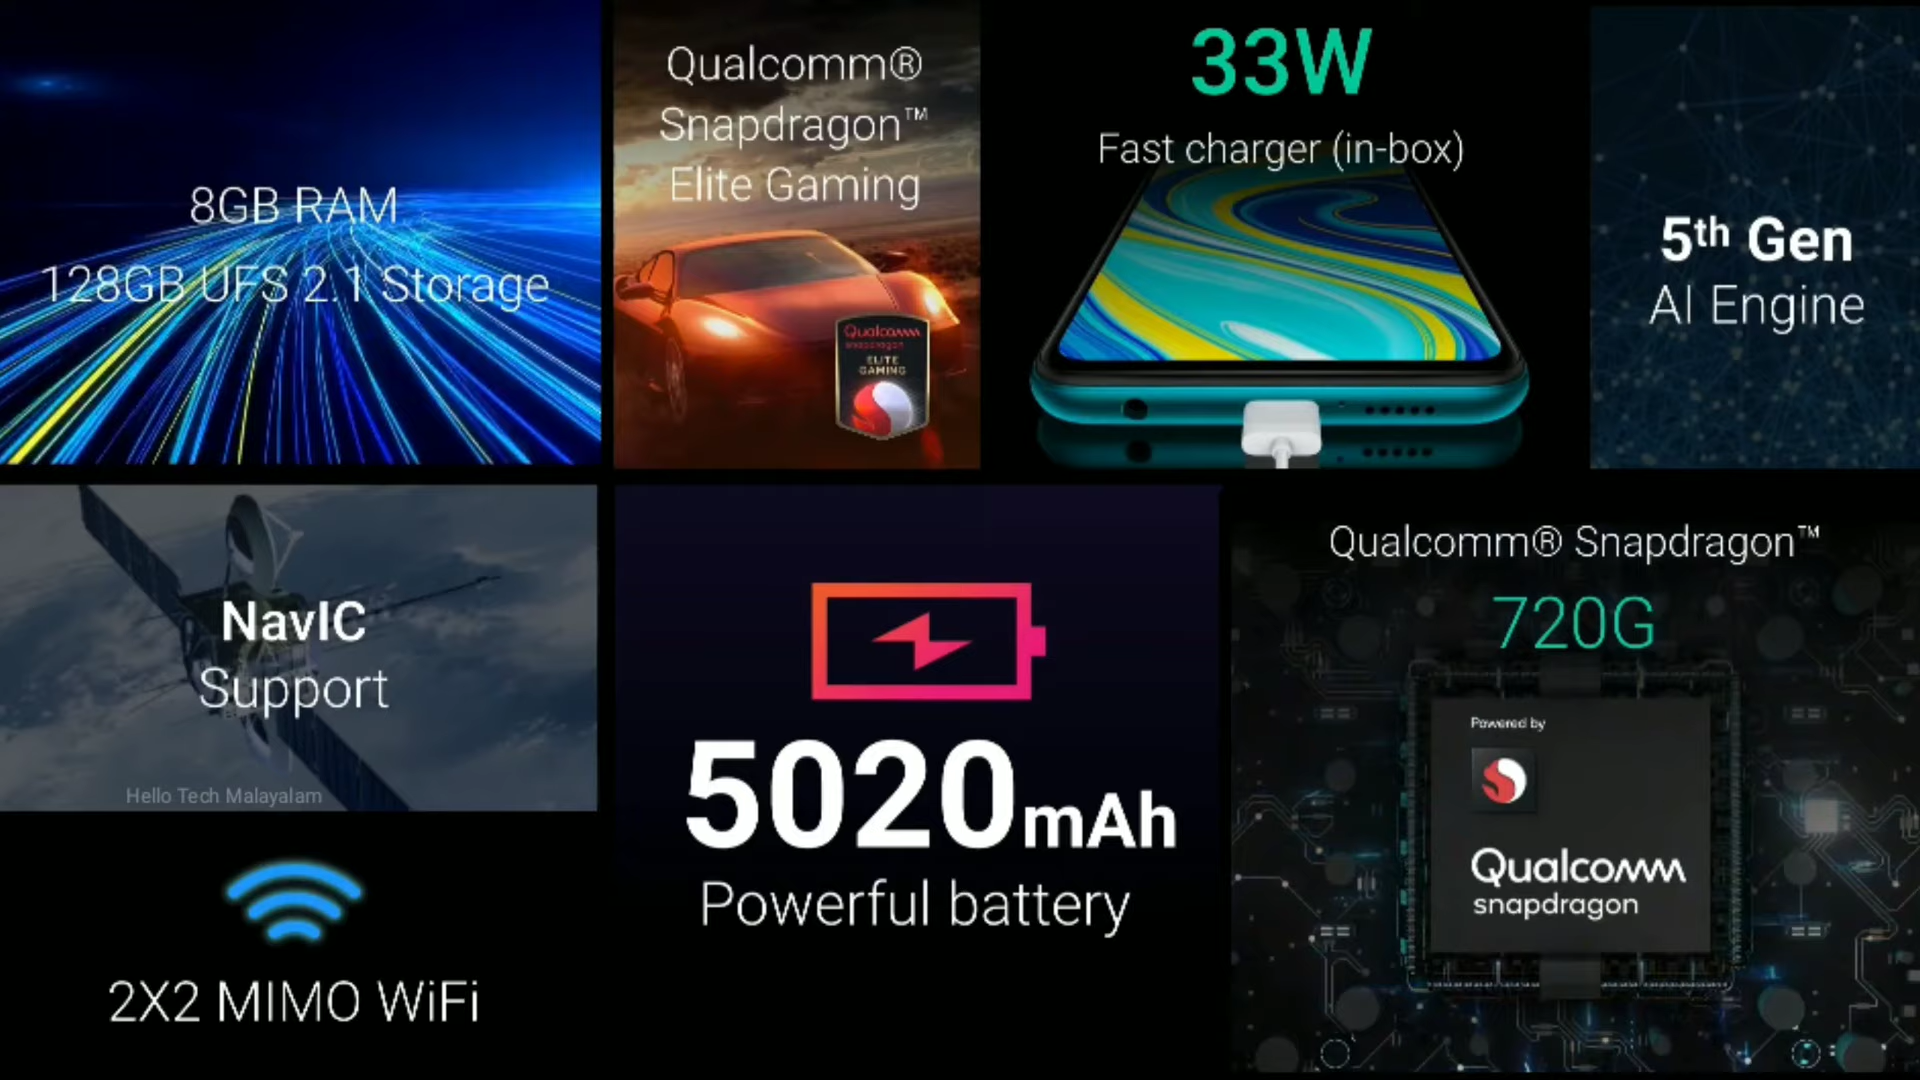 8GB RAM
128GB UFS 2.1 Storage
Qualcomm®
Snapdragon™
Elite Gaming
Qualcomm
snapdragon
ELITE
GAMING
33W
Fast charger (in-box)
5th Gen
AI Engine
NavIC
Support
Hello Tech Malayalam
2X2 MIMO WiFi
5020mAh
Powerful battery
Qualcomm® Snapdragon™
720G
Powered by
Qualcomm
snapdragon